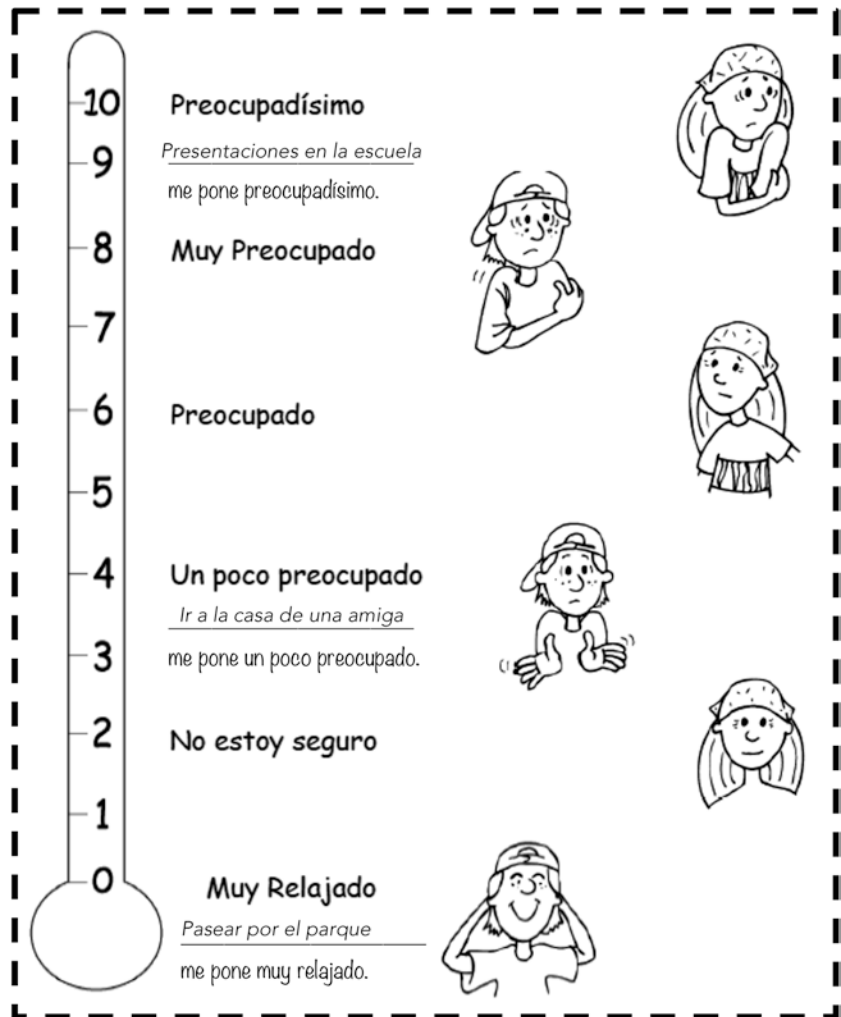 10 Preocupadísimo
Presentaciones en la escuela
9
me pone preocupadísimo.
8 Muy Preocupado
7
6 Preocupado
5
4 Un poco preocupado
Ir a la casa de una amiga
3 me pone un poco preocupado.
2 No estoy seguro
1
0 Muy Relajado
Pasear por el parque
me pone muy relajado.